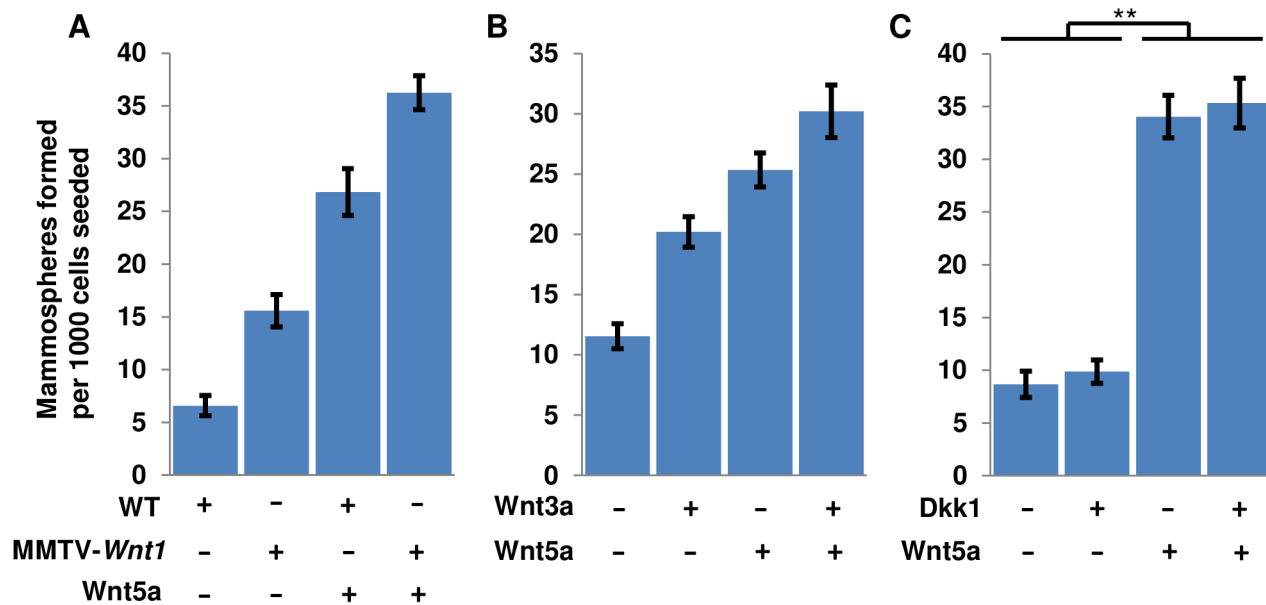 A
B
C
**
Mammospheres formed
per 1000 cells seeded
40
35
30
25
20
15
10
5
0
WT + – + –
MMTV-Wnt1 – + – +
Wnt5a – – + +
35
30
25
20
15
10
5
0
Wnt3a – + – +
Wnt5a – – + +
40
35
30
25
20
15
10
5
0
Dkk1 – + – +
Wnt5a – – + +